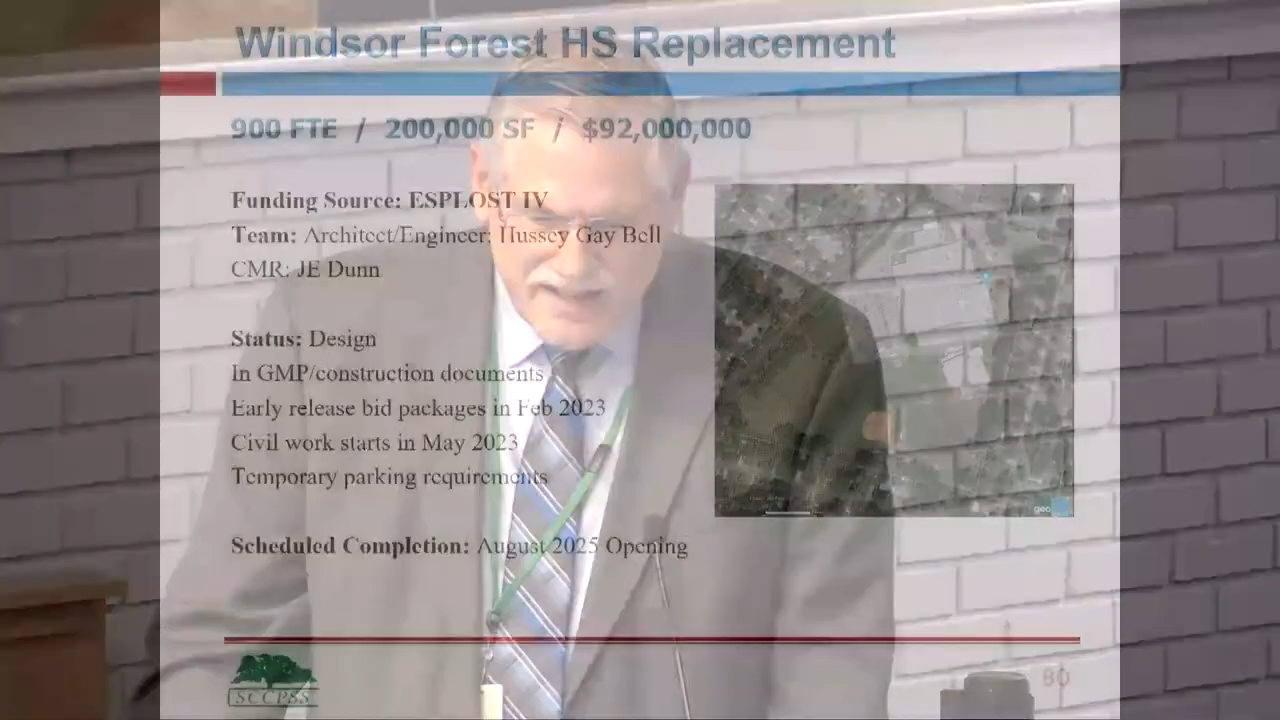 Windsor Forest HS Replacement
900 FTE / 200,000 SF / $92,000,000
Funding Source: ESPLOST IV
Team: Architect/Engineer: Hussey Gay Bell
CMR: JE Dunn
Status: Design
In GMP/construction documents
Early release bid packages in Feb 2023
Civil work starts in May 2023
Temporary parking requirements
Scheduled Completion: August 2025 Opening
geo
SCCPSS
80